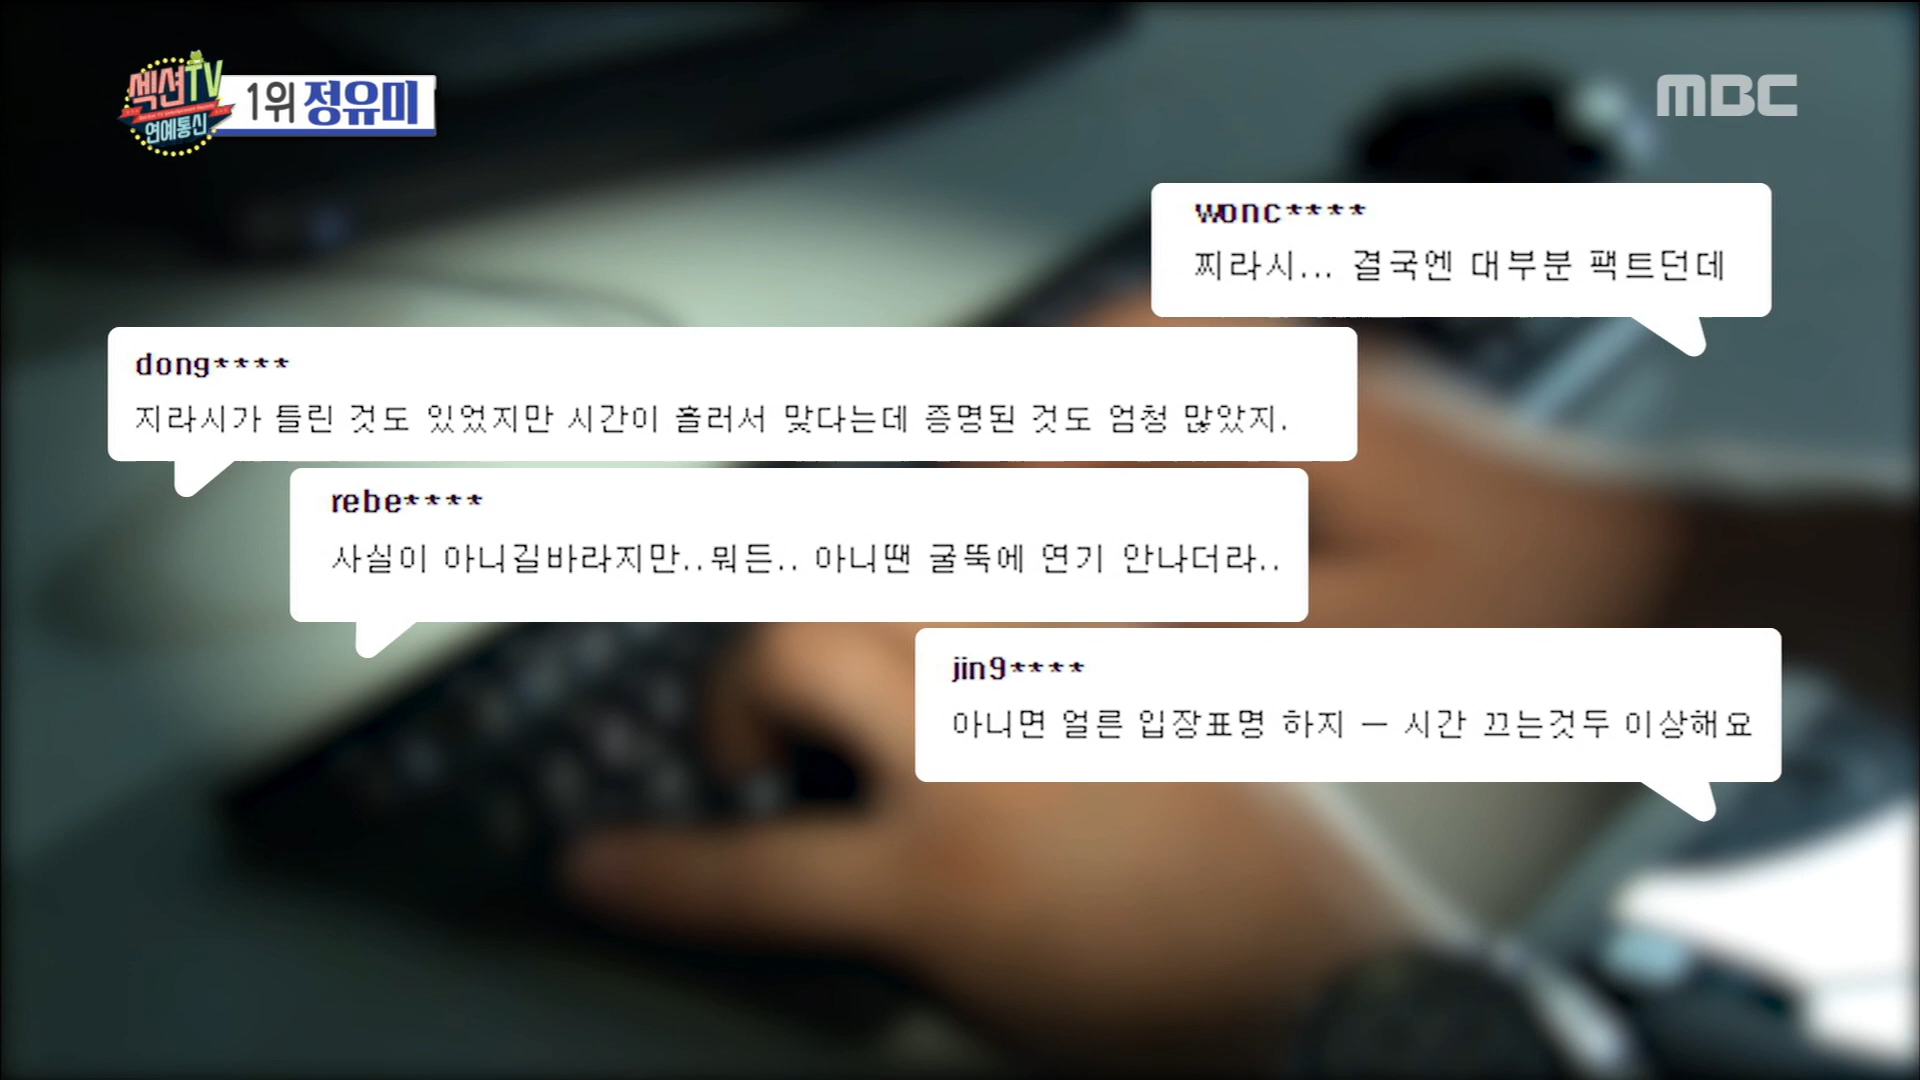 섹션TV
연예통신
1위 정유미
MBC
wonc****
찌라시... 결국엔 대부분 팩트던데
dong****
지라시가 틀린 것도 있었지만 시간이 흘러서 맞다는데 증명된 것도 엄청 많았지.
rebe****
사실이 아니길바라지만..뭐든.. 아니땐 굴뚝에 연기 안나더라..
jin9****
아니면 얼른 입장표명 하지 ㅡ 시간 끄는것두 이상해요